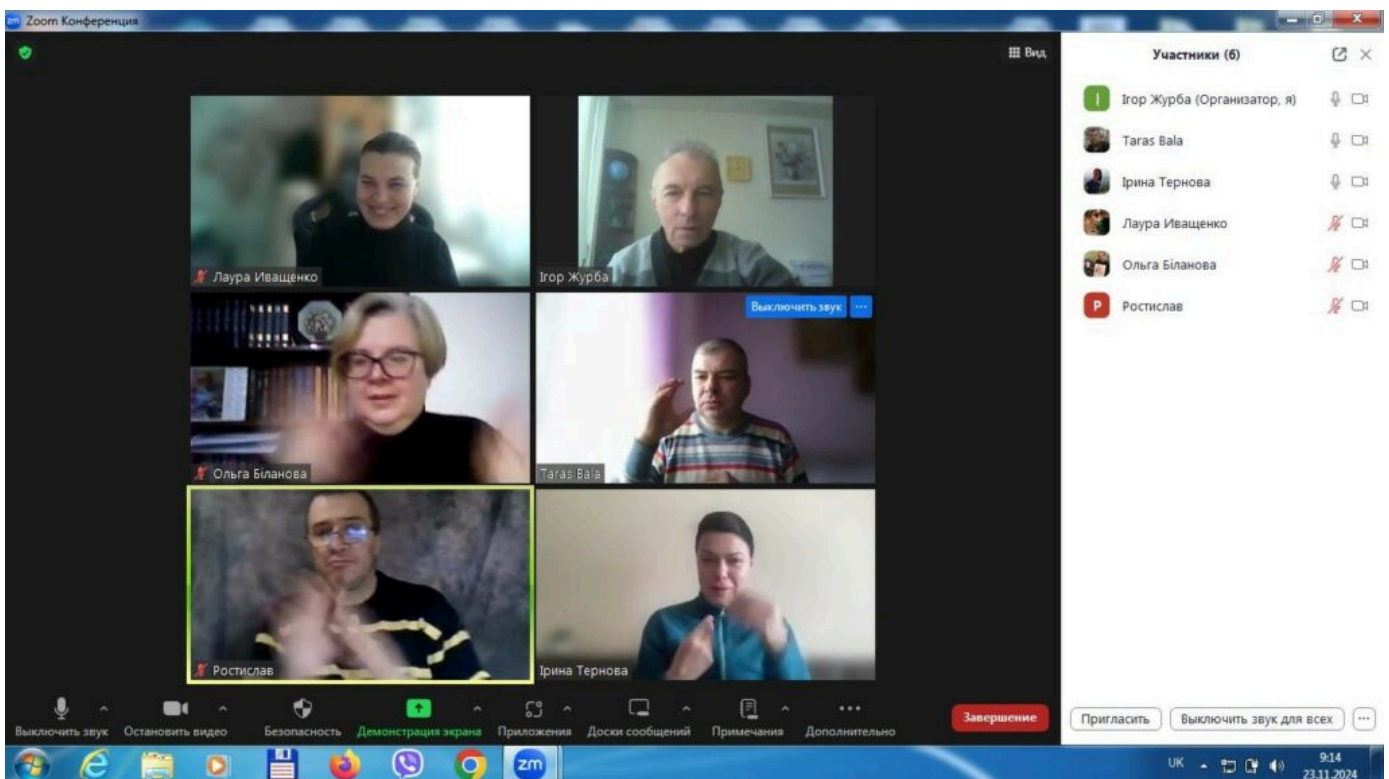 Zoom Конференция
Вид
Участники (6)
Ігор Журба (Организатор, я)
Taras Bala
Ірина Тернова
Лаура Иващенко
Ольга Біланова
Р Ростислав
І
Лаура Иващенко
Ігор Журба
Выключить звук
Ольга Біланова
Taras Bala
Ростислав
Ірина Тернова
Выключить звук
Остановить видео
Безопасность
Демонстрация экрана
Приложения
Доски сообщений
Примечания
Дополнительно
Завершение
Пригласить
Выключить звук для всех
zm
UK
9:14
23.11.2024